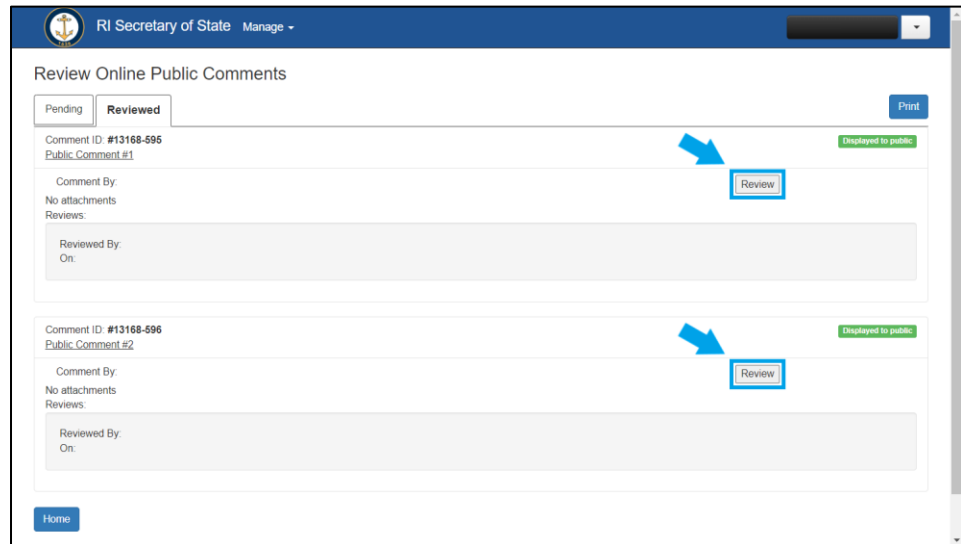 RI Secretary of State Manage
Review Online Public Comments
Pending Reviewed Print
Comment ID: #13168-595 Displayed to public
Public Comment #1
Comment By: Review
No attachments
Reviews:
Reviewed By:
On:
Comment ID: #13168-596 Displayed to public
Public Comment #2
Comment By: Review
No attachments
Reviews:
Reviewed By:
On:
Home